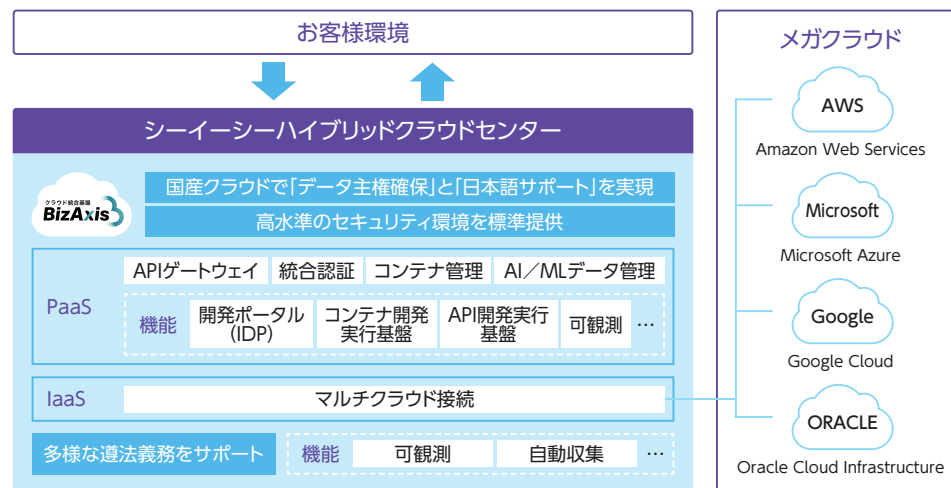 お客様環境
シーイーシーハイブリッドクラウドセンター
クラウド統合基盤
BizAxis
国産クラウドで「データ主権確保」と「日本語サポート」を実現
高水準のセキュリティ環境を標準提供
PaaS
APIゲートウェイ 統合認証 コンテナ管理 AI/MLデータ管理
機能
開発ポータル
(IDP)
コンテナ開発
実行基盤
API開発実行
基盤
可観測
…
IaaS
マルチクラウド接続
多様な遵法義務をサポート
機能
可観測
自動収集
…
メガクラウド
AWS
Amazon Web Services
Microsoft
Microsoft Azure
Google
Google Cloud
ORACLE
Oracle Cloud Infrastructure